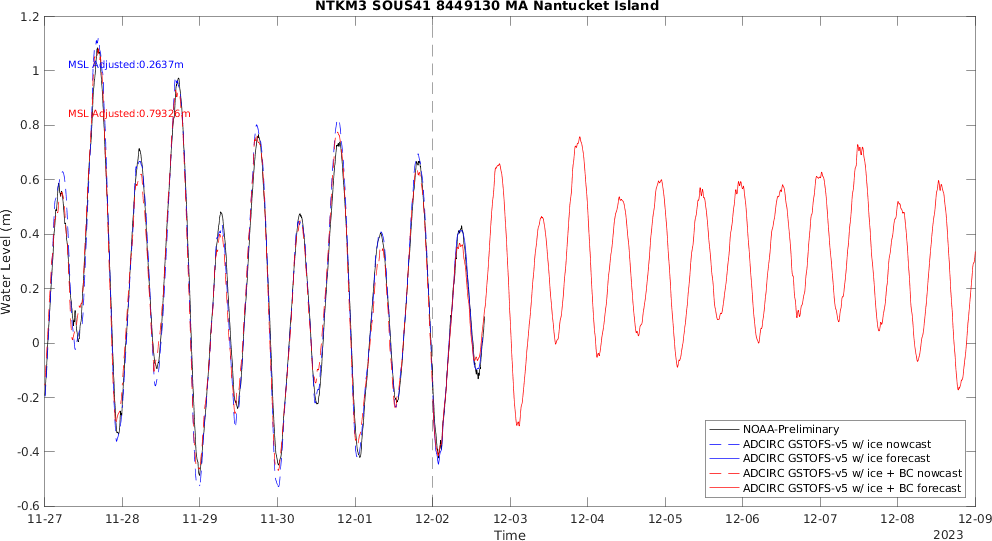 NTKM3 SOUS41 8449130 MA Nantucket Island
1.2
1
0.8
0.6
0.4
0.2
0
-0.2
-0.4
-0.6
Water Level (m)
MSL Adjusted:0.2637m
MSL Adjusted:0.79326m
NOAA-Preliminary
ADCIRC GSTOFS-v5 w/ ice nowcast
ADCIRC GSTOFS-v5 w/ ice forecast
ADCIRC GSTOFS-v5 w/ ice + BC nowcast
ADCIRC GSTOFS-v5 w/ ice + BC forecast
11-27 11-28 11-29 11-30 12-01 12-02 12-03 12-04 12-05 12-06 12-07 12-08 12-09
Time
2023